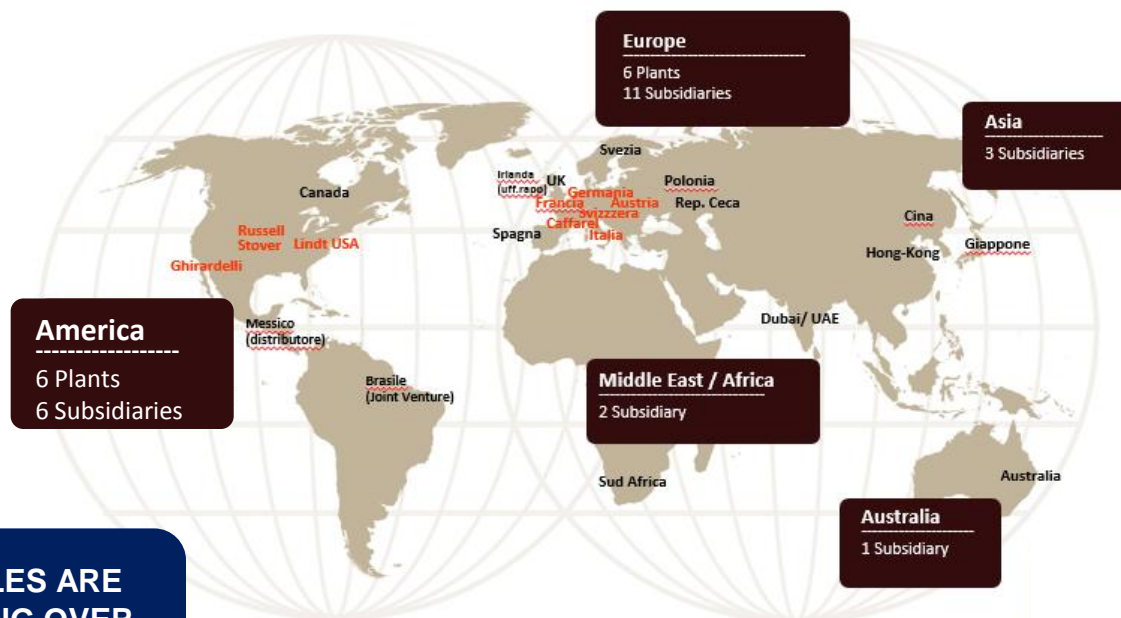 Europe
6 Plants
11 Subsidiaries
Asia
3 Subsidiaries
Svezia
Irlanda
(uff.rapp)
UK
Germania
Polonia
Canada
Francia
Austria
Rep. Ceca
Svizzzera
Caffarel
Cina
Russell
Stover
Lindt USA
Spagna
Italia
Hong-Kong
Giappone
Ghirardelli
America
6 Plants
6 Subsidiaries
Messico
(distributore)
Dubai/ UAE
Brasile
(Joint Venture)
Middle East / Africa
2 Subsidiary
Sud Africa
Australia
Australia
1 Subsidiary
ARE
OVER